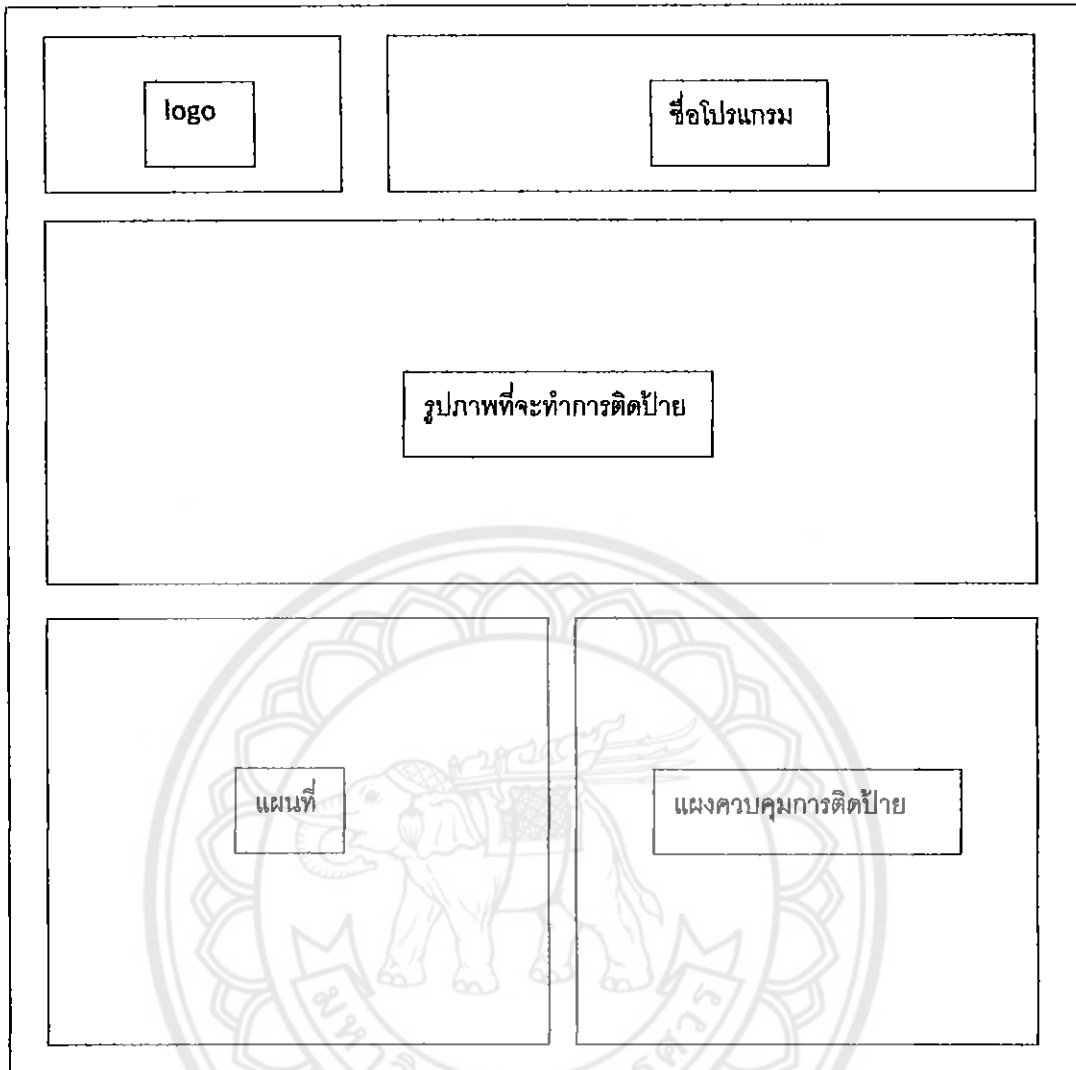 logo
ชื่อโปรแกรม
รูปภาพที่จะทำการติดป้าย
แผนที่
แผงควบคุมการติดป้าย